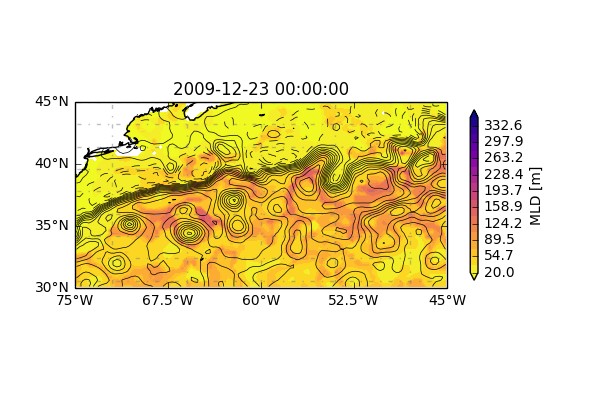 2009-12-23 00:00:00
45°N
40°N
35°N
30°N
75°W
67.5°W
60°W
52.5°W
45°W
332.6
297.9
263.2
228.4
193.7
158.9
124.2
89.5
54.7
20.0
MLD [m]